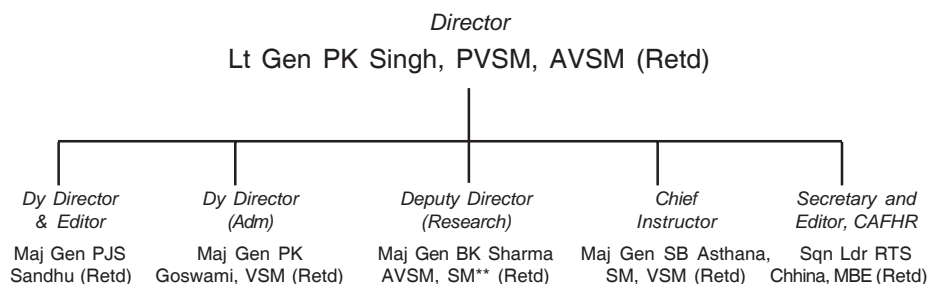 Director
Lt Gen PK Singh, PVSM, AVSM (Retd)
Dy Director
& Editor
Maj Gen PJS
Sandhu (Retd)
Dy Director
(Adm)
Maj Gen PK
Goswami, VSM (Retd)
Deputy Director
(Research)
Maj Gen BK Sharma
AVSM, SM** (Retd)
Chief
Instructor
Maj Gen SB Asthana,
SM, VSM (Retd)
Secretary and
Editor, CAFHR
Sqn Ldr RTS
Chhina, MBE (Retd)